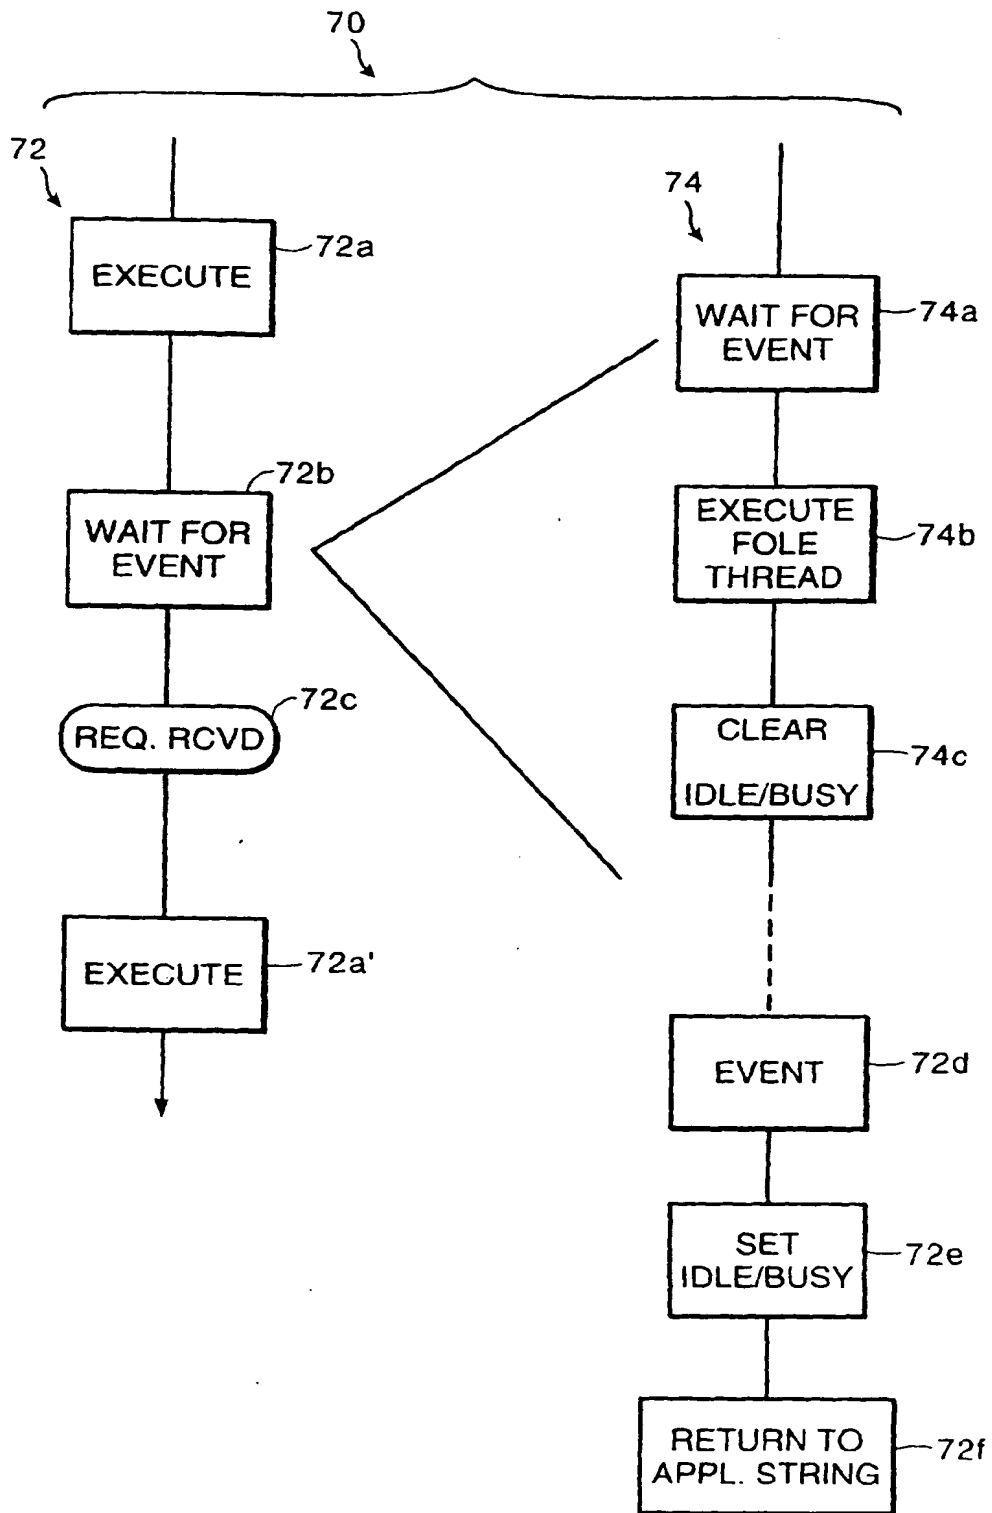 70
72
EXECUTE
72a
72b
WAIT FOR
EVENT
72c
REQ. RCVD
EXECUTE
72a'
74
WAIT FOR
EVENT
74a
EXECUTE
FOLE
THREAD
74b
CLEAR
IDLE/BUSY
74c
EVENT
72d
SET
IDLE/BUSY
72e
RETURN TO
APPL. STRING
72f